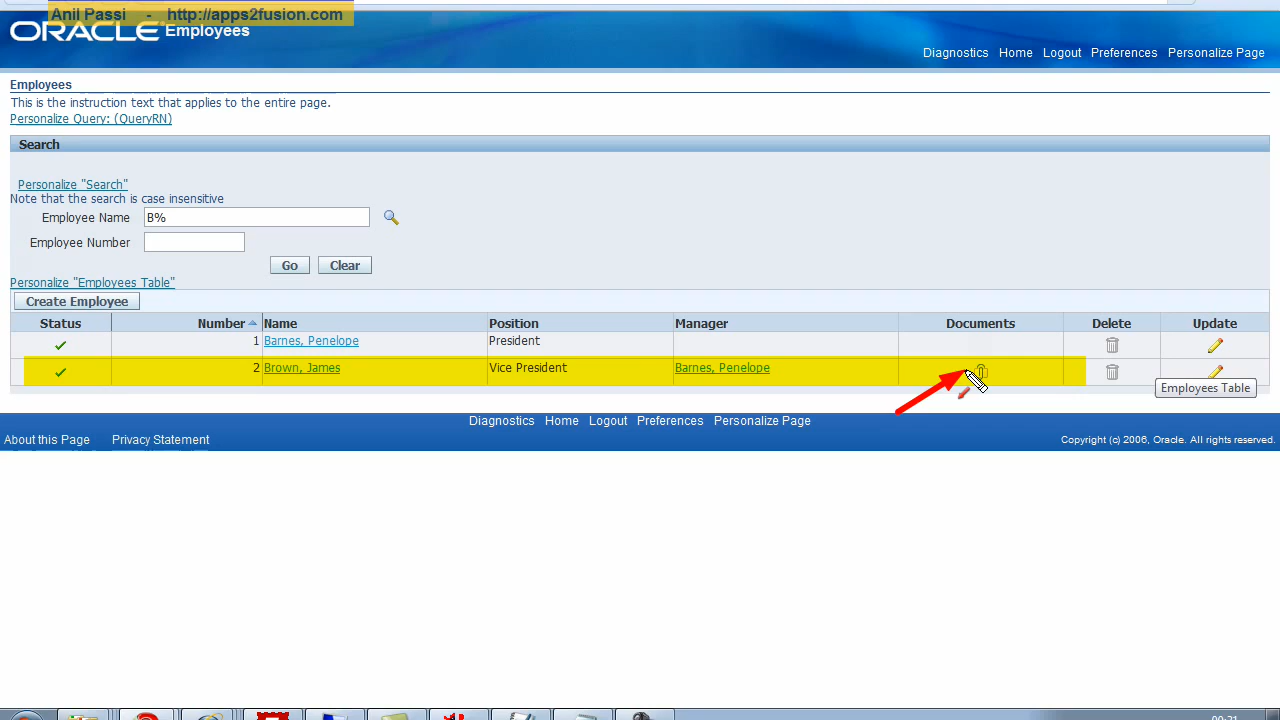 Anil Passi - http://apps2fusion.com
ORACLE Employees
Diagnostics Home Logout Preferences Personalize Page
Employees
This is the instruction text that applies to the entire page.
Personalize Query: (QueryRN)
Search
Personalize "Search"
Note that the search is case insensitive
Employee Name B%
Employee Number
Go Clear
Personalize "Employees Table"
Create Employee
Status Number Name Position Manager Documents Delete Update
1 Barnes, Penelope President
2 Brown, James Vice President Barnes, Penelope
Employees Table
Diagnostics Home Logout Preferences Personalize Page
About this Page Privacy Statement Copyright (c) 2006, Oracle. All rights reserved.